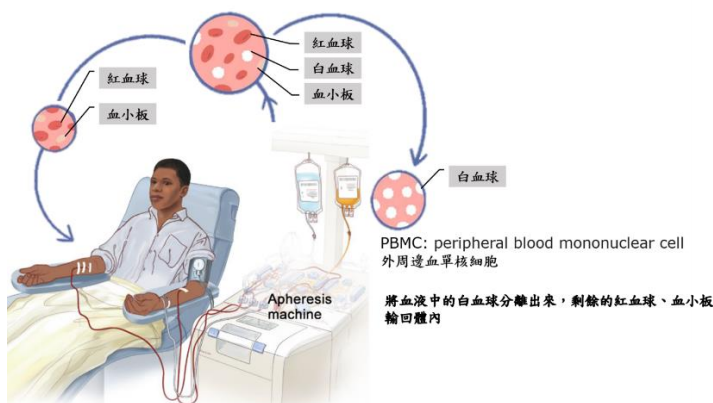 紅血球
白血球
血小板
紅血球
血小板
白血球
PBMC: peripheral blood mononuclear cell
外周邊血單核細胞
將血液中的白血球分離出來，剩餘的紅血球、血小板
輸回體內
Apheresis
machine